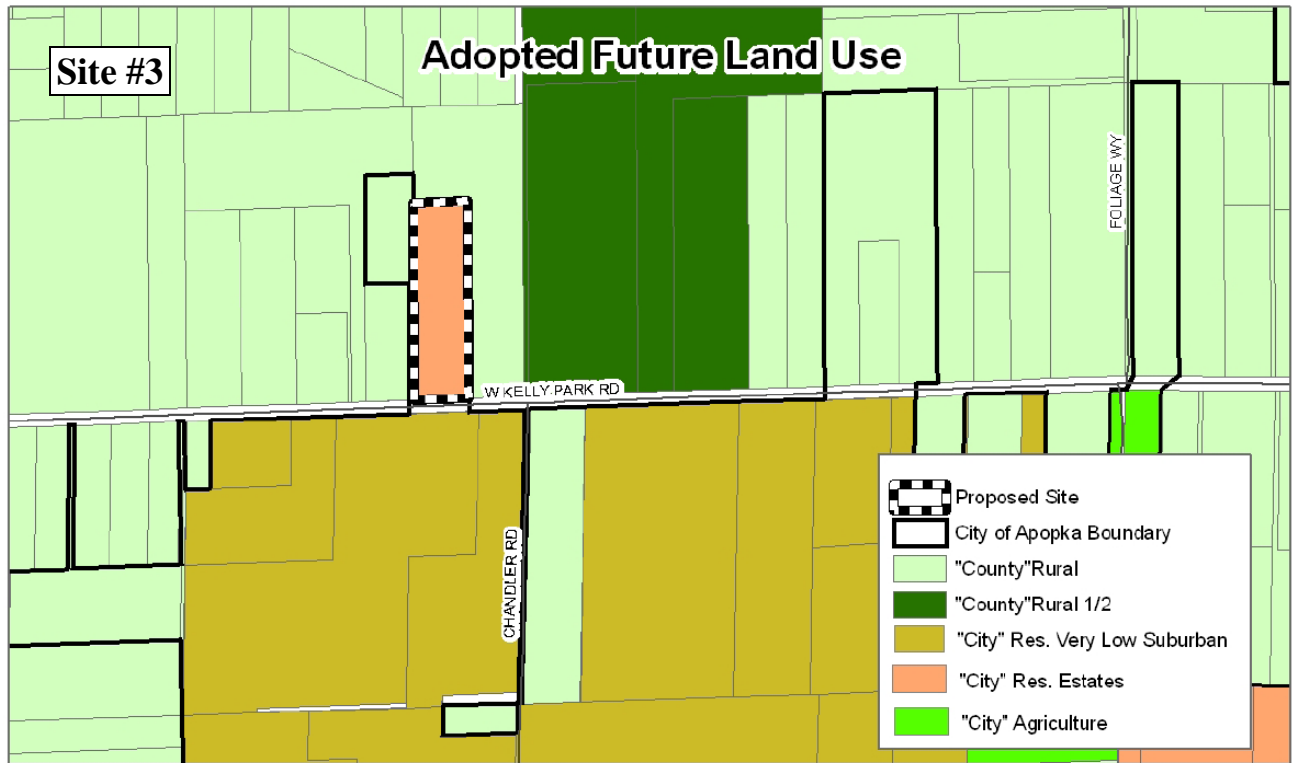 Adopted Future Land Use
Site #3
FOLIAGE WY
W KELLY PARK RD
CHANDLER RD
Proposed Site
City of Apopka Boundary
"County"Rural
"County"Rural 1/2
"City" Res. Very Low Suburban
"City" Res. Estates
"City" Agriculture